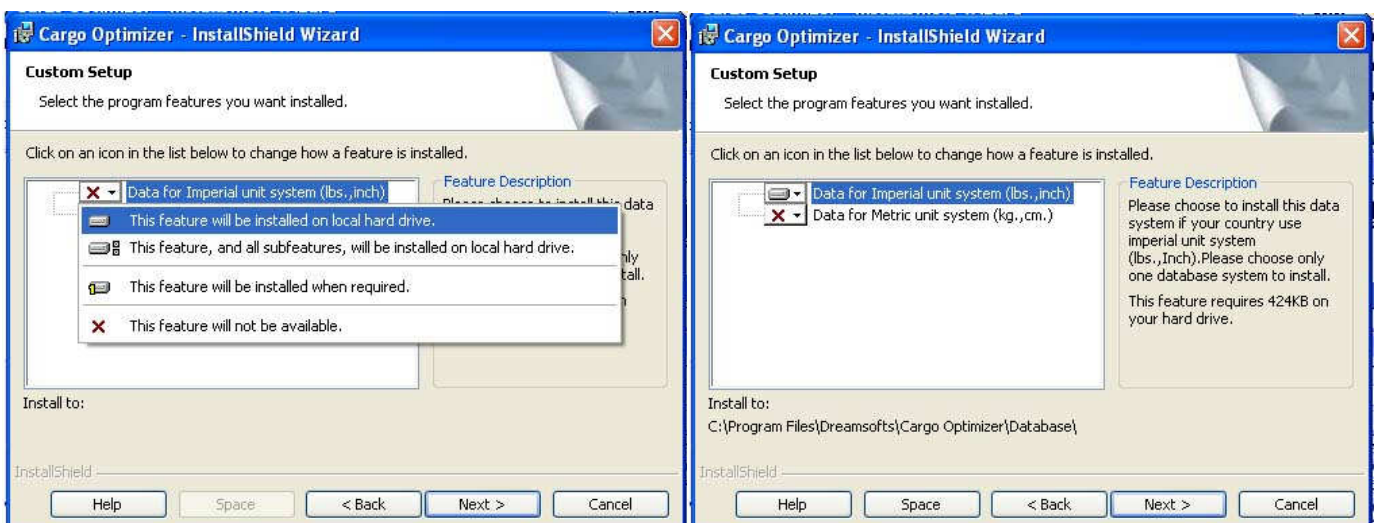 Cargo Optimizer - InstallShield Wizard
Custom Setup
Select the program features you want installed.
Click on an icon in the list below to change how a feature is installed.
Data for Imperial unit system (lbs.,inch)
Feature Description
This feature will be installed on local hard drive.
This feature, and all subfeatures, will be installed on local hard drive.
This feature will be installed when required.
This feature will not be available.
Install to:
InstallShield
Help
Space
< Back
Next >
Cancel
Cargo Optimizer - InstallShield Wizard
Custom Setup
Select the program features you want installed.
Click on an icon in the list below to change how a feature is installed.
Data for Imperial unit system (lbs.,inch)
Data for Metric unit system (kg.,cm.)
Feature Description
Please choose to install this data
system if your country use
imperial unit system
(lbs.,Inch).Please choose only
one database system to install.
This feature requires 424KB on
your hard drive.
Install to:
C:\Program Files\Dreamsofts\Cargo Optimizer\Database\
InstallShield
Help
Space
< Back
Next >
Cancel